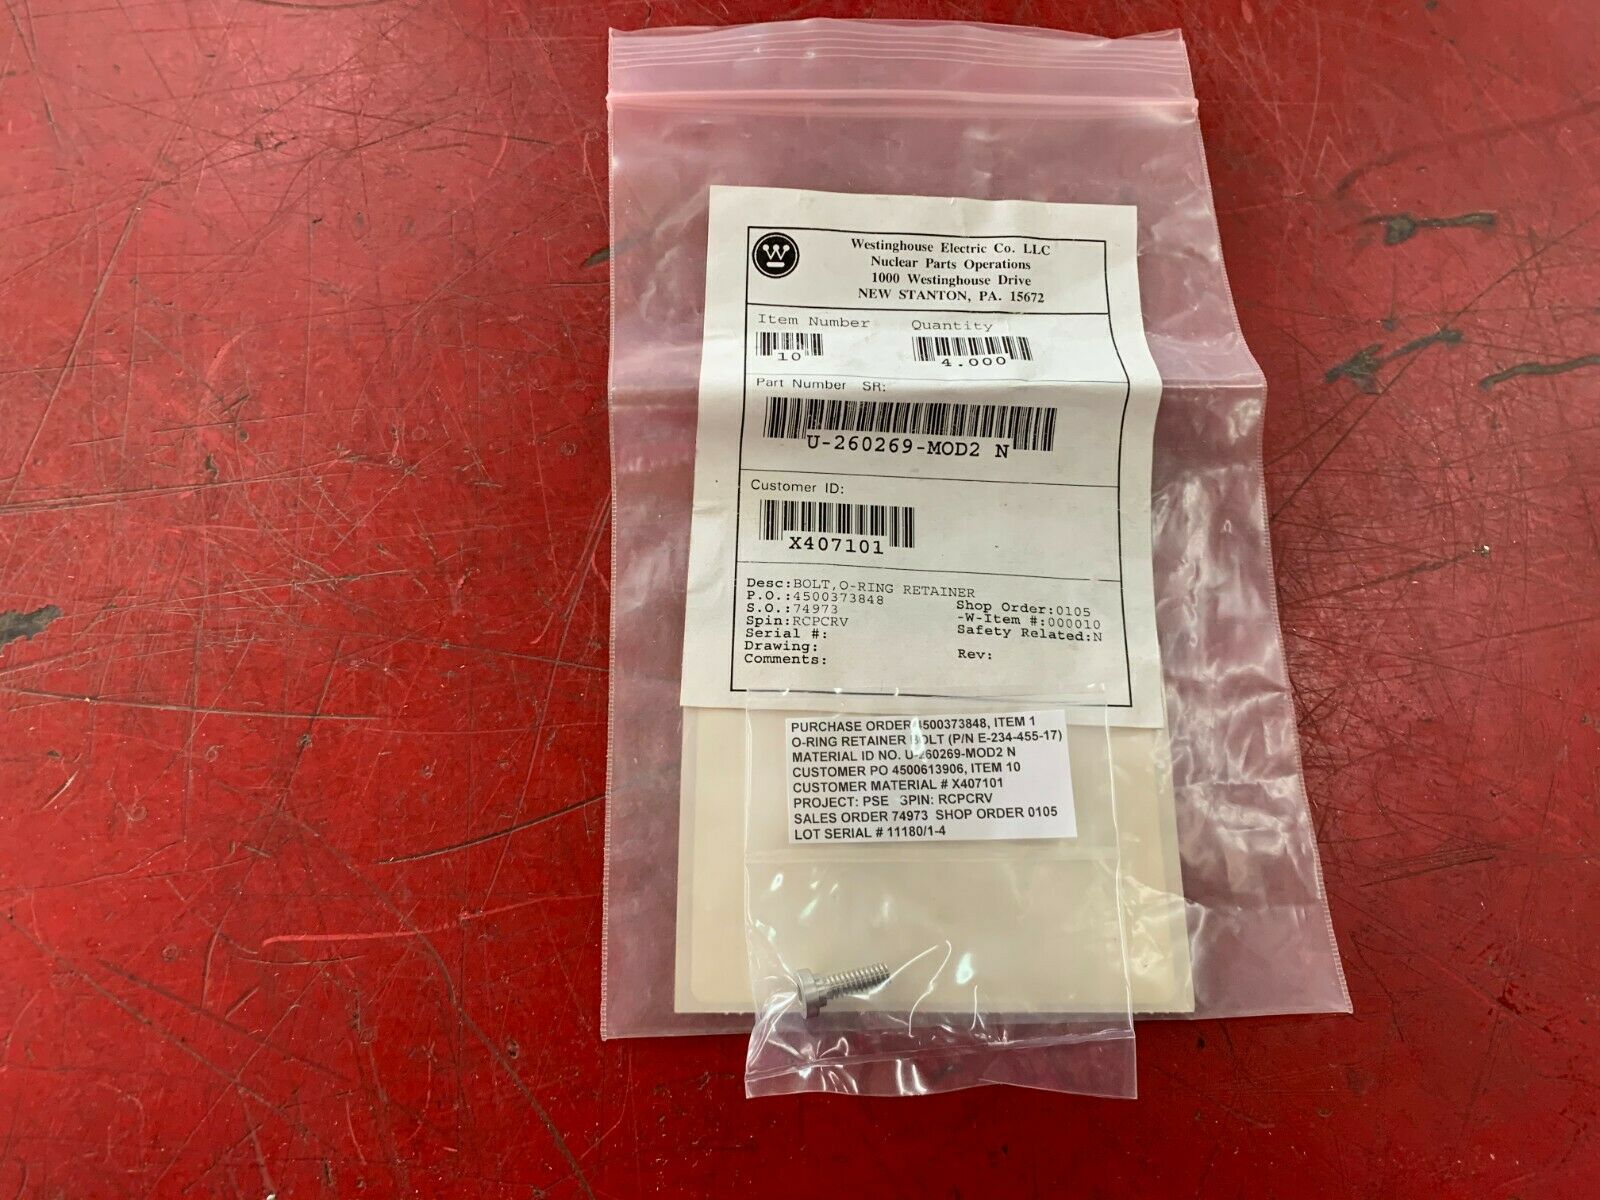 W
Westinghouse Electric Co. LLC
Nuclear Parts Operations
1000 Westinghouse Drive
NEW STANTON, PA. 15672
Item Number Quantity
10 4.000
Part Number SR:
U-260269-MOD2 N
Customer ID:
X407101
Desc:BOLT,O-RING RETAINER
P.O.:4500373848
S.O.:74973 Shop Order:0105
Spin:RCPCRV -W-Item #:000010
Serial #: Safety Related:N
Drawing:
Comments: Rev:
PURCHASE ORDER 4500373848, ITEM 1
O-RING RETAINER BOLT (P/N E-234-455-17)
MATERIAL ID NO. U-260269-MOD2 N
CUSTOMER PO 4500613906, ITEM 10
CUSTOMER MATERIAL # X407101
PROJECT: PSE SPIN: RCPCRV
SALES ORDER 74973 SHOP ORDER 0105
LOT SERIAL # 11180/1-4